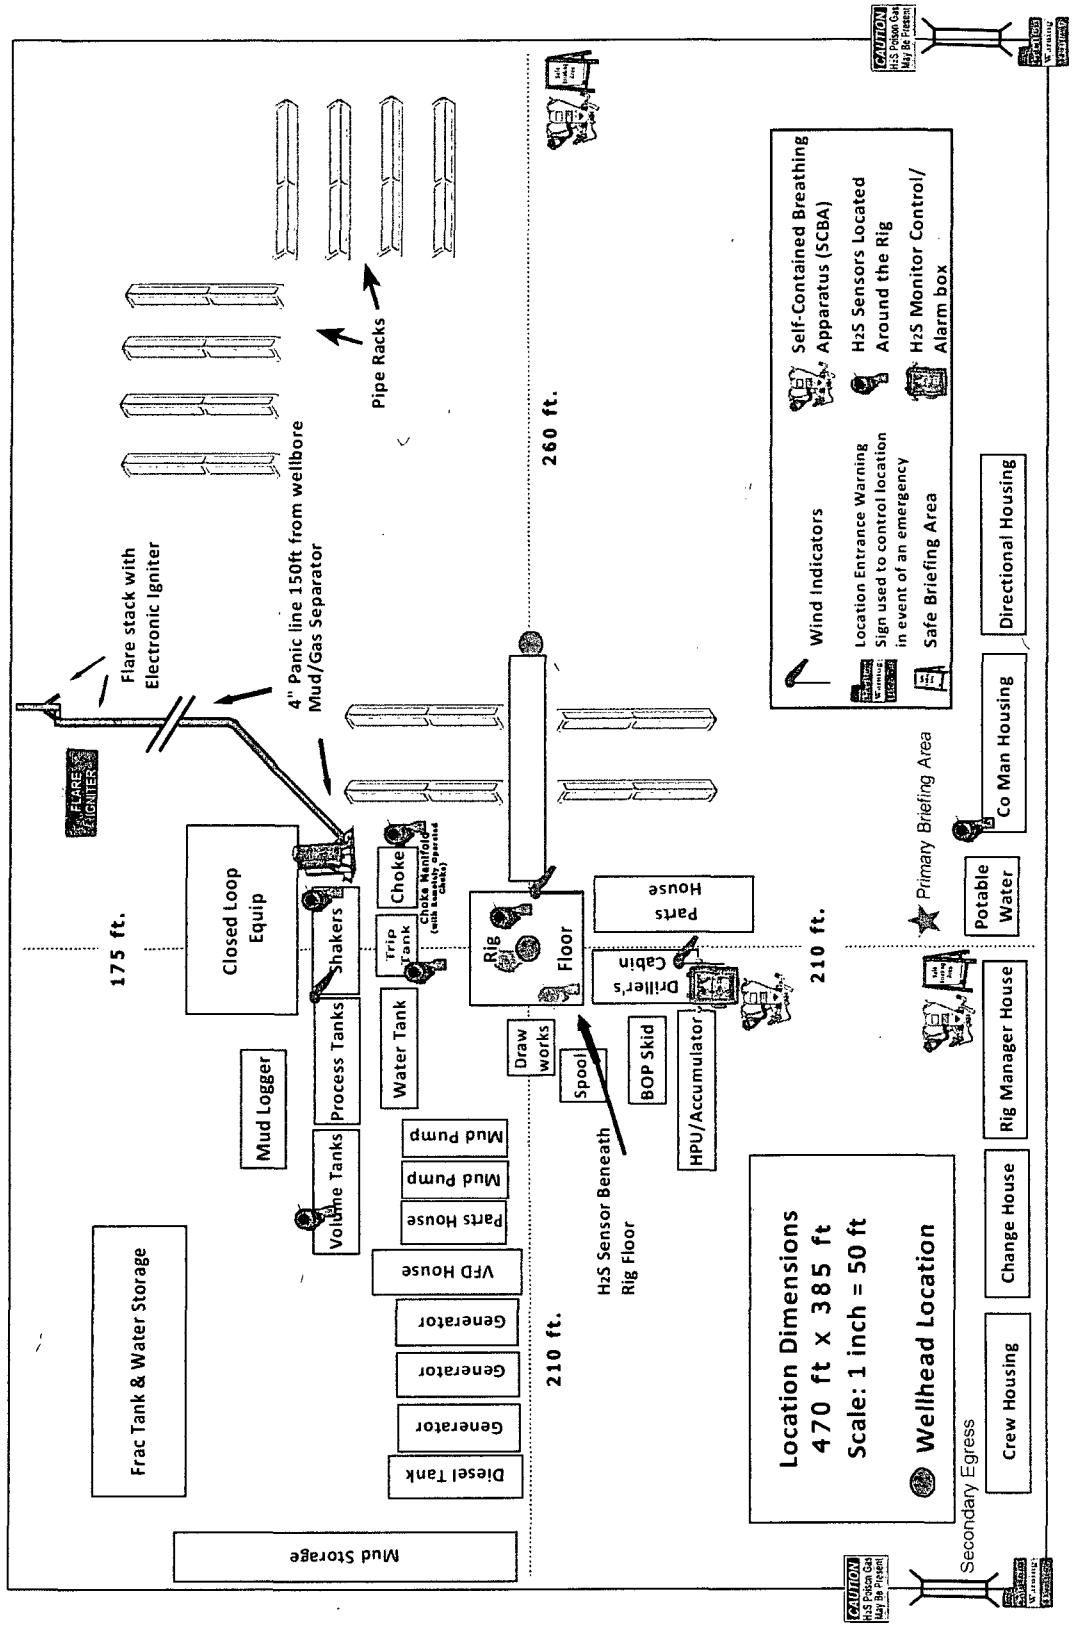 CAUTION
H2S Poison Gas
May Be Present
Warning
175 ft.
260 ft.
210 ft.
210 ft.
Flare stack with
Electronic Igniter
FLARE
IGNITER
4" Panic line 150ft from wellbore
Mud/Gas Separator
Pipe Racks
Closed Loop
Equip
Frac Tank & Water Storage
Mud Logger
Volume Tanks
Process Tanks
Shakers
Water Tank
Trip
Tank
Choke
Choke Manifold
(with Remotely Operated
Choke)
Mud Storage
Diesel Tank
Generator
Generator
Generator
VFD House
Parts House
Mud Pump
Mud Pump
Draw
works
Rig
Floor
Spool
BOP Skid
HPU/Accumulator
Driller's
Cabin
Parts
House
H2S Sensor Beneath
Rig Floor
Wind Indicators
Location Entrance Warning
Sign used to control location
in event of an emergency
Safe Briefing Area
Self-Contained Breathing
Apparatus (SCBA)
H2S Sensors Located
Around the Rig
H2S Monitor Control/
Alarm box
Location Dimensions
470 ft X 385 ft
Scale: 1 inch = 50 ft
Wellhead Location
Primary Briefing Area
Secondary Egress
Crew Housing
Change House
Rig Manager House
Potable
Water
Co Man Housing
Directional Housing
CAUTION
H2S Poison Gas
May Be Present
Warning